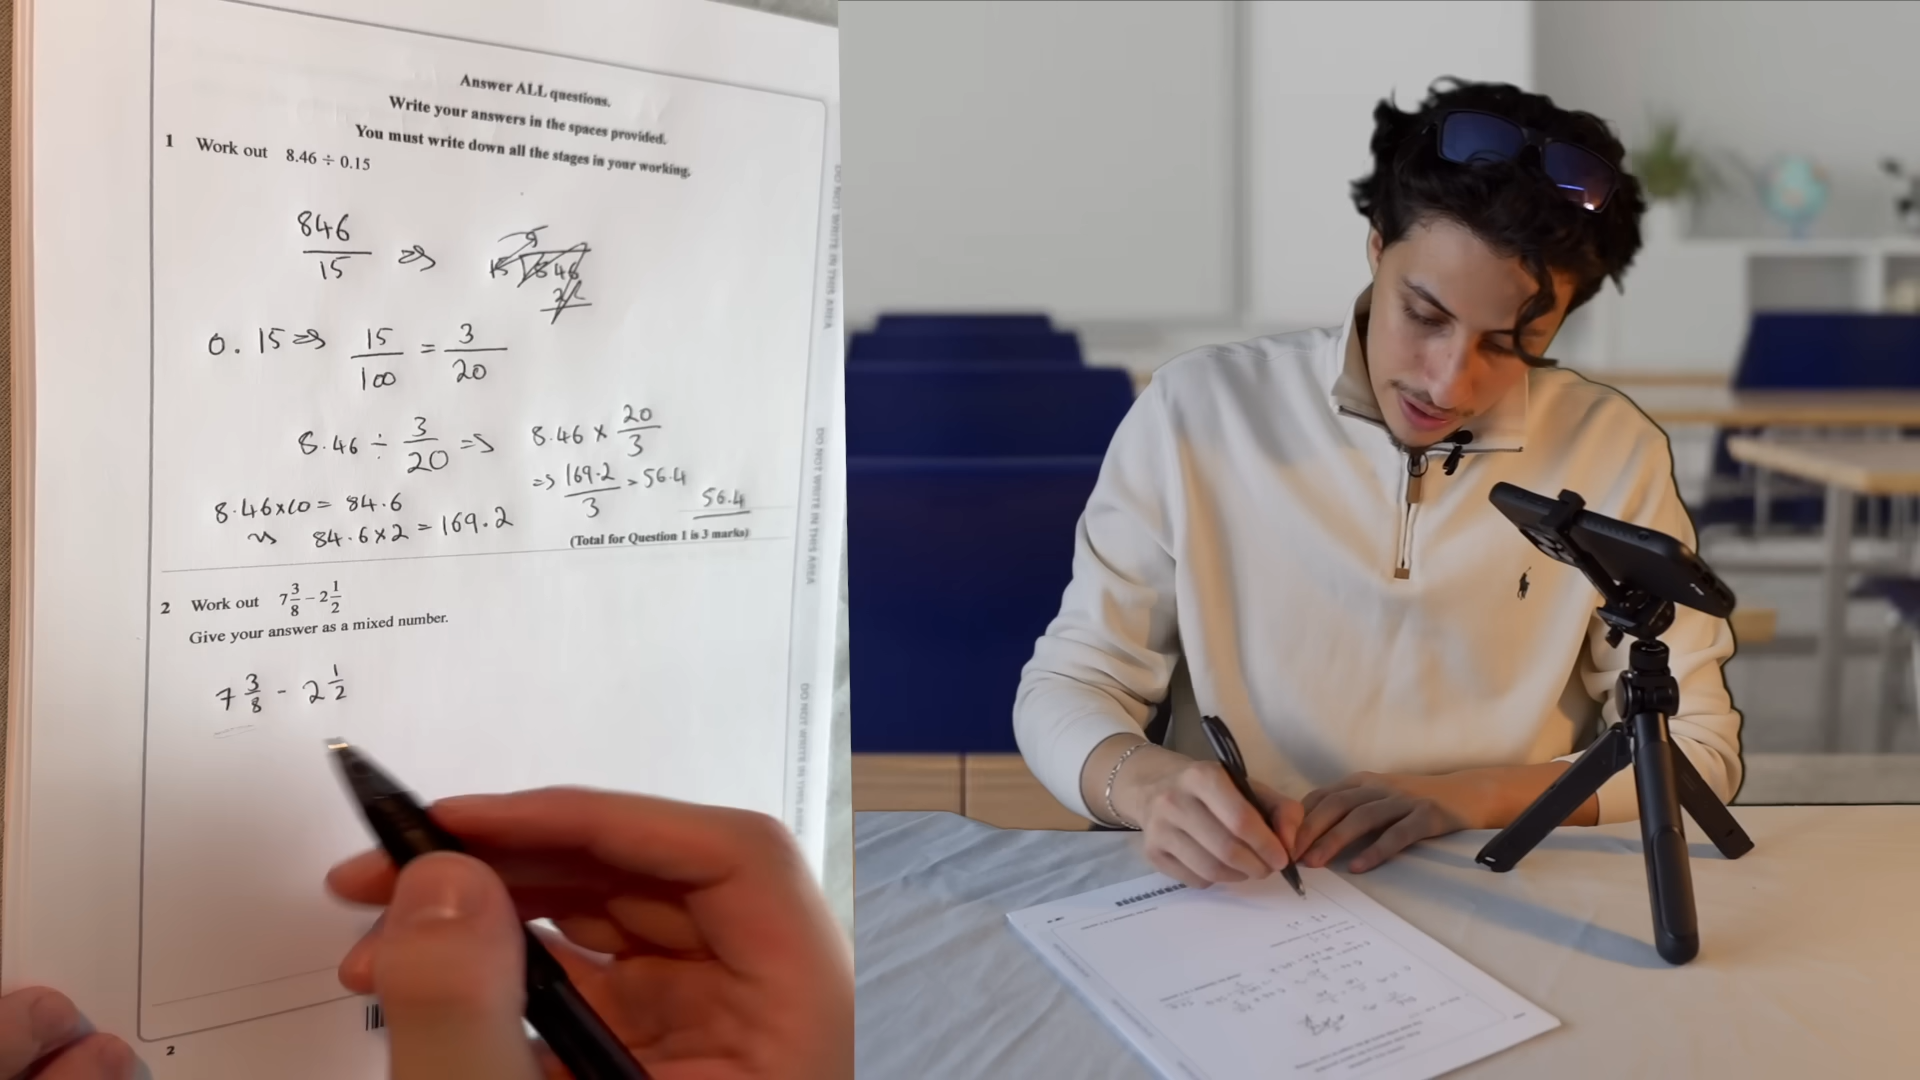 Answer ALL questions.
Write your answers in the spaces provided.
You must write down all the stages in your working.
1 Work out 8.46 ÷ 0.15
846/15 ⇒ 15 846
0.15 ⇒ 15/100 = 3/20
8.46 ÷ 3/20 ⇒ 8.46 × 20/3
⇒ 169.2/3 = 56.4
8.46×10 = 84.6
84.6×2 = 169.2
56.4
(Total for Question 1 is 3 marks)
2 Work out 7 3/8 − 2 1/2
Give your answer as a mixed number.
7 3/8 - 2 1/2
2
DO NOT WRITE IN THIS AREA
DO NOT WRITE IN THIS AREA
DO NOT WRITE IN THIS AREA